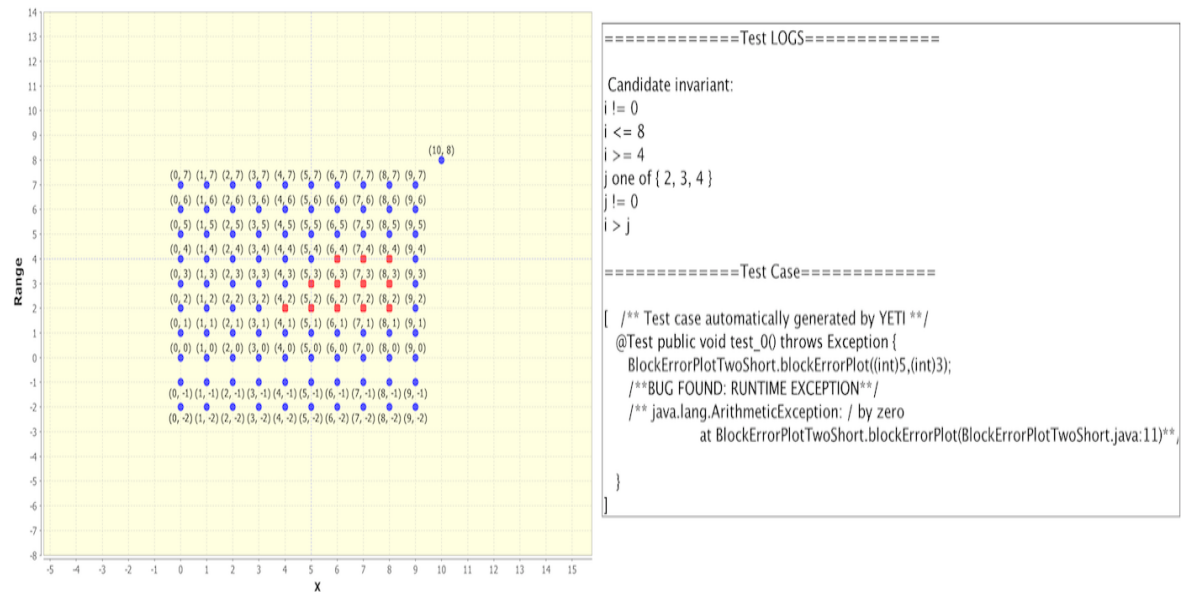 14
13
12
11
10
9
8
7
6
5
4
3
2
1
0
-1
-2
-3
-4
-5
-6
-7
-8
Range
(10, 8)
(0, 7) (1, 7) (2, 7) (3, 7) (4, 7) (5, 7) (6, 7) (7, 7) (8, 7) (9, 7)
(0, 6) (1, 6) (2, 6) (3, 6) (4, 6) (5, 6) (6, 6) (7, 6) (8, 6) (9, 6)
(0, 5) (1, 5) (2, 5) (3, 5) (4, 5) (5, 5) (6, 5) (7, 5) (8, 5) (9, 5)
(0, 4) (1, 4) (2, 4) (3, 4) (4, 4) (5, 4) (6, 4) (7, 4) (8, 4) (9, 4)
(0, 3) (1, 3) (2, 3) (3, 3) (4, 3) (5, 3) (6, 3) (7, 3) (8, 3) (9, 3)
(0, 2) (1, 2) (2, 2) (3, 2) (4, 2) (5, 2) (6, 2) (7, 2) (8, 2) (9, 2)
(0, 1) (1, 1) (2, 1) (3, 1) (4, 1) (5, 1) (6, 1) (7, 1) (8, 1) (9, 1)
(0, 0) (1, 0) (2, 0) (3, 0) (4, 0) (5, 0) (6, 0) (7, 0) (8, 0) (9, 0)
(0, -1) (1, -1) (2, -1) (3, -1) (4, -1) (5, -1) (6, -1) (7, -1) (8, -1) (9, -1)
(0, -2) (1, -2) (2, -2) (3, -2) (4, -2) (5, -2) (6, -2) (7, -2) (8, -2) (9, -2)
-5 -4 -3 -2 -1 0 1 2 3 4 5 6 7 8 9 10 11 12 13 14 15
X
=============Test LOGS=============
Candidate invariant:
i != 0
i <= 8
i >= 4
j one of { 2, 3, 4 }
j != 0
i > j
=============Test Case=============
[ /** Test case automatically generated by YETI **/
@Test public void test_0() throws Exception {
BlockErrorPlotTwoShort.blockErrorPlot((int)5,(int)3);
/**BUG FOUND: RUNTIME EXCEPTION**/
/** java.lang.ArithmeticException: / by zero
at BlockErrorPlotTwoShort.blockErrorPlot(BlockErrorPlotTwoShort.java:11)**/
}
]